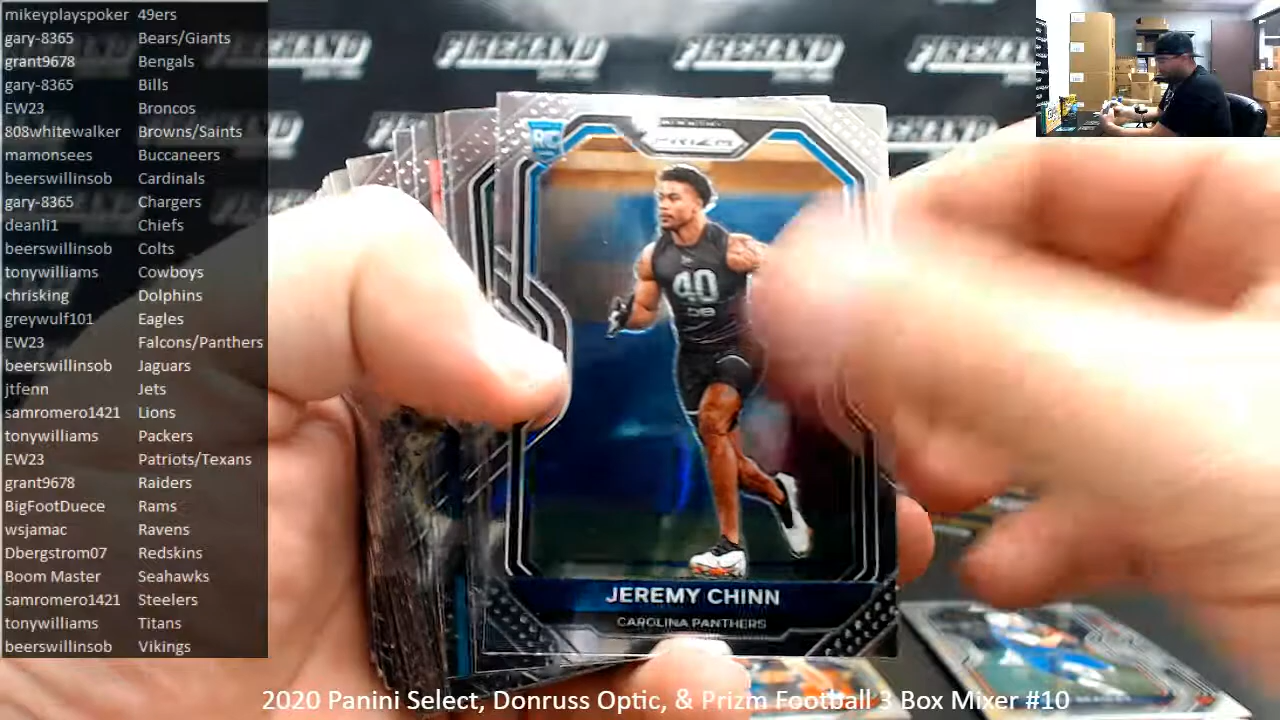 mikeyplayspoker 49ers
gary-8365 Bears/Giants
grant9678 Bengals
gary-8365 Bills
EW23 Broncos
808whitewalker Browns/Saints
mamonsees Buccaneers
beerswillinsob Cardinals
gary-8365 Chargers
deanli1 Chiefs
beerswillinsob Colts
tonywilliams Cowboys
chrisking Dolphins
greywulf101 Eagles
EW23 Falcons/Panthers
beerswillinsob Jaguars
jtfenn Jets
samromero1421 Lions
tonywilliams Packers
EW23 Patriots/Texans
grant9678 Raiders
BigFootDuece Rams
wsjamac Ravens
Dbergstrom07 Redskins
Boom Master Seahawks
samromero1421 Steelers
tonywilliams Titans
beerswillinsob Vikings
FIREHAND FIREHAND FIREHAND
RC
PRIZM
40
DB
JEREMY CHINN
CAROLINA PANTHERS
2020 Panini Select, Donruss Optic, & Prizm Football 3 Box Mixer #10